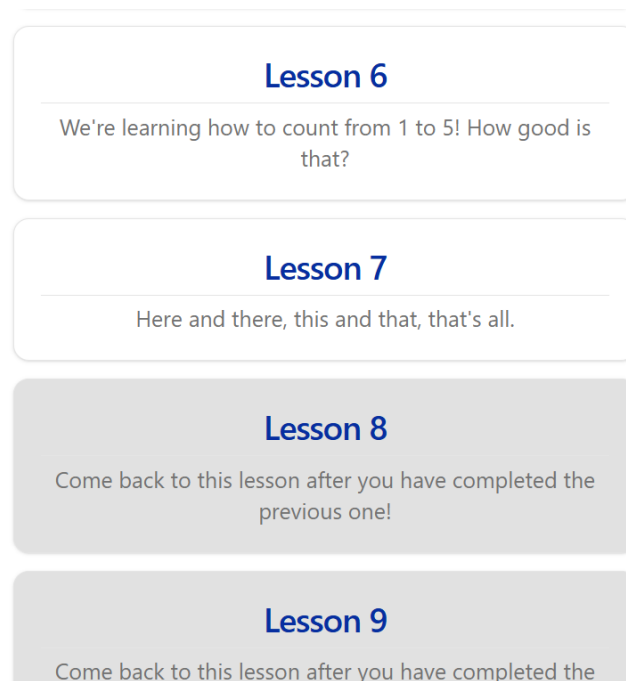 Lesson 6
We're learning how to count from 1 to 5! How good is
that?
Lesson 7
Here and there, this and that, that's all.
Lesson 8
Come back to this lesson after you have completed the
previous one!
Lesson 9
Come back to this lesson after you have completed the